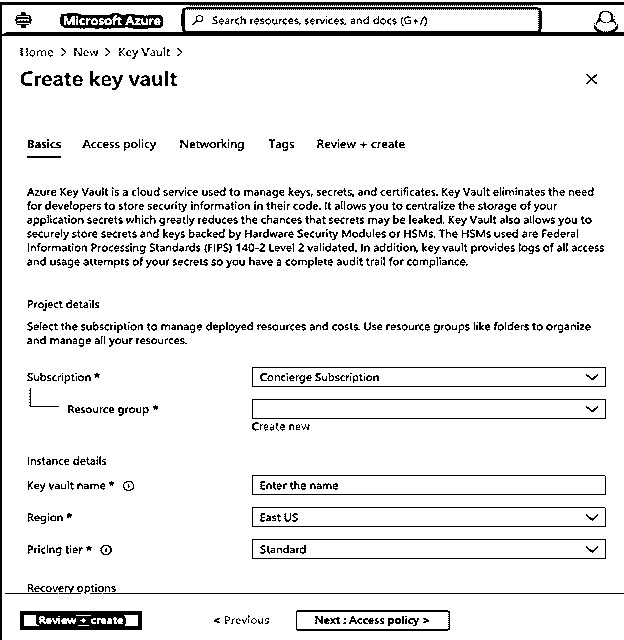 Microsoft Azure
Search resources, services, and docs (G+/)
Home > New > Key Vault >
Create key vault
Basics Access policy Networking Tags Review + create
Azure Key Vault is a cloud service used to manage keys, secrets, and certificates. Key Vault eliminates the need
for developers to store security information in their code. It allows you to centralize the storage of your
application secrets which greatly reduces the chances that secrets may be leaked. Key Vault also allows you to
securely store secrets and keys backed by Hardware Security Modules or HSMs. The HSMs used are Federal
Information Processing Standards (FIPS) 140-2 Level 2 validated. In addition, key vault provides logs of all access
and usage attempts of your secrets so you have a complete audit trail for compliance.
Project details
Select the subscription to manage deployed resources and costs. Use resource groups like folders to organize
and manage all your resources.
Subscription * Concierge Subscription
Resource group *
Create new
Instance details
Key vault name * Enter the name
Region * East US
Pricing tier * Standard
Recovery options
Review + create < Previous Next : Access policy >